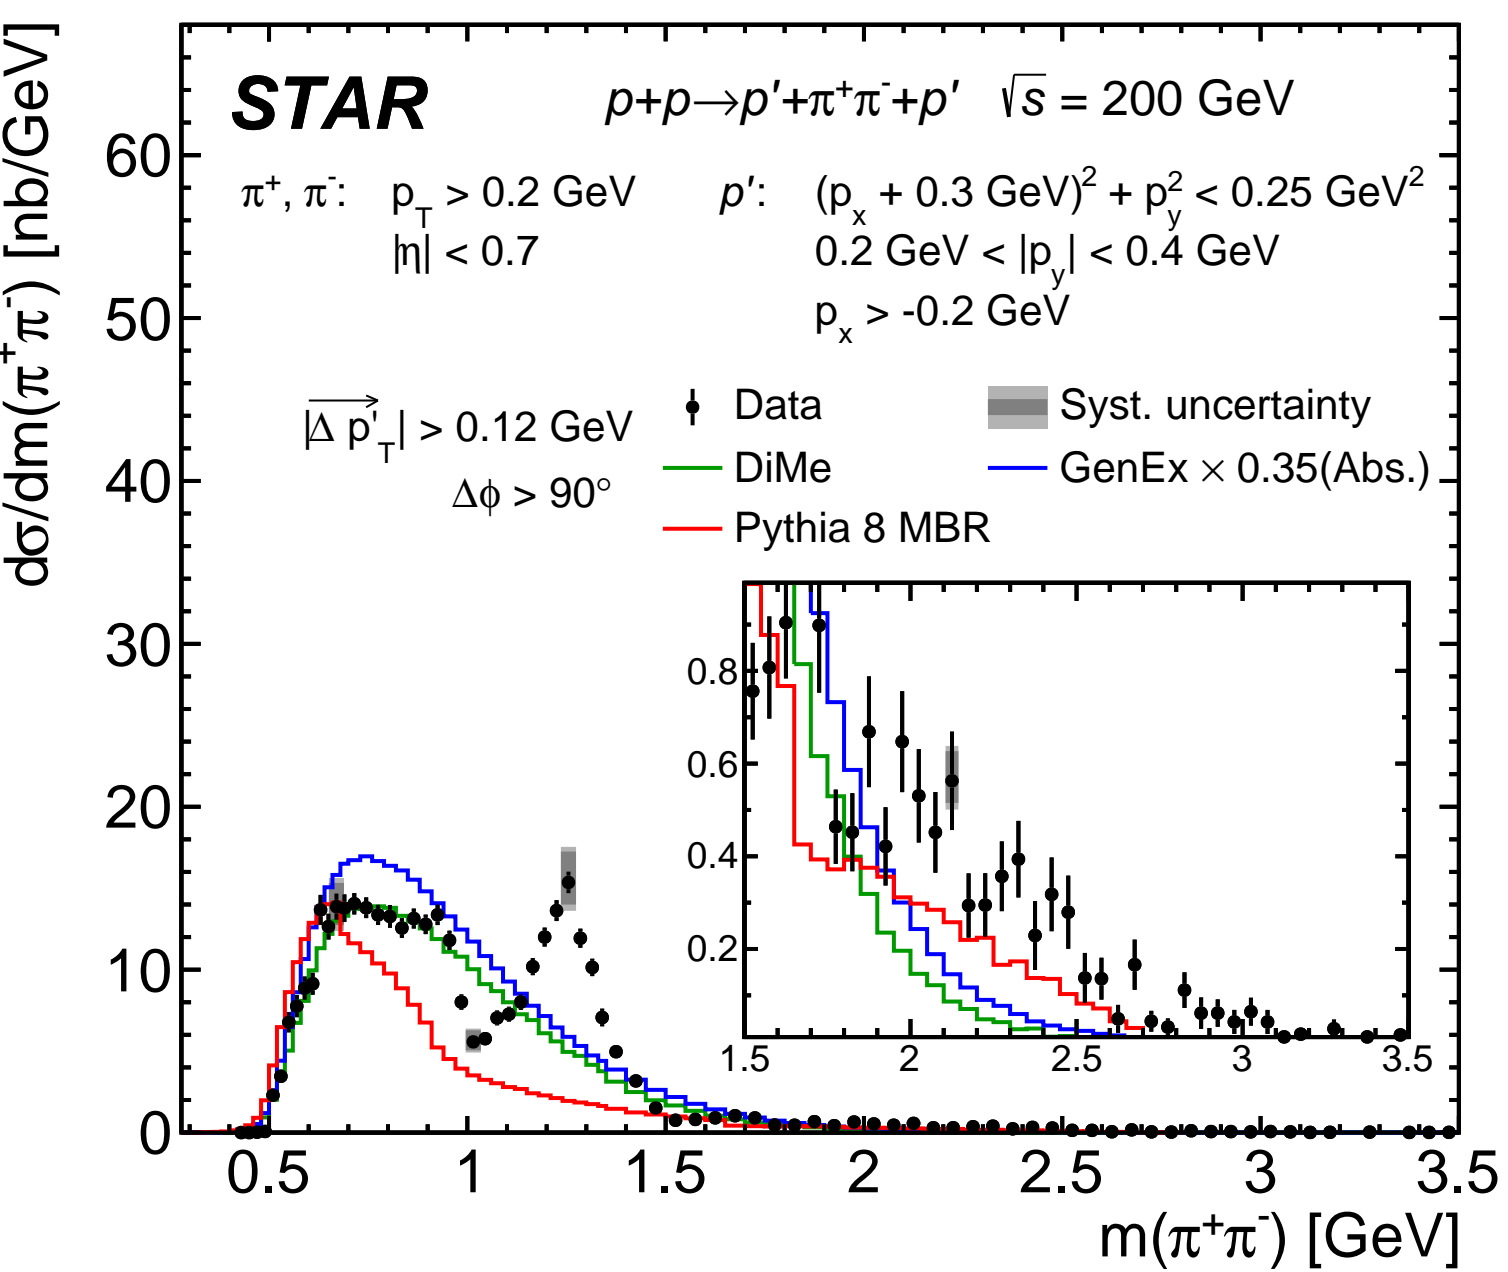 STAR p+p→p′+π⁺π⁻+p′ √s = 200 GeV
π⁺, π⁻: p_T > 0.2 GeV p′: (p_x + 0.3 GeV)² + p_y² < 0.25 GeV²
|η| < 0.7 0.2 GeV < |p_y| < 0.4 GeV
p_x > -0.2 GeV
|Δp⃗′_T| > 0.12 GeV
Δϕ > 90°
Data Syst. uncertainty
DiMe GenEx × 0.35(Abs.)
Pythia 8 MBR
dσ/dm(π⁺π⁻) [nb/GeV]
60
50
40
30
20
10
0
0.8
0.6
0.4
0.2
1.5 2 2.5 3 3.5
0.5 1 1.5 2 2.5 3 3.5
m(π⁺π⁻) [GeV]